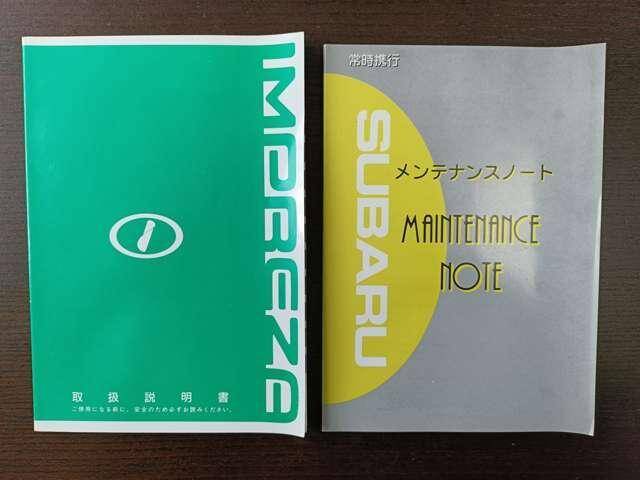 IMPREZA
取扱説明書
ご使用になる前に、安全のため必ずお読みください。
常時携行
SUBARU
メンテナンスノート
MAINTENANCE
NOTE